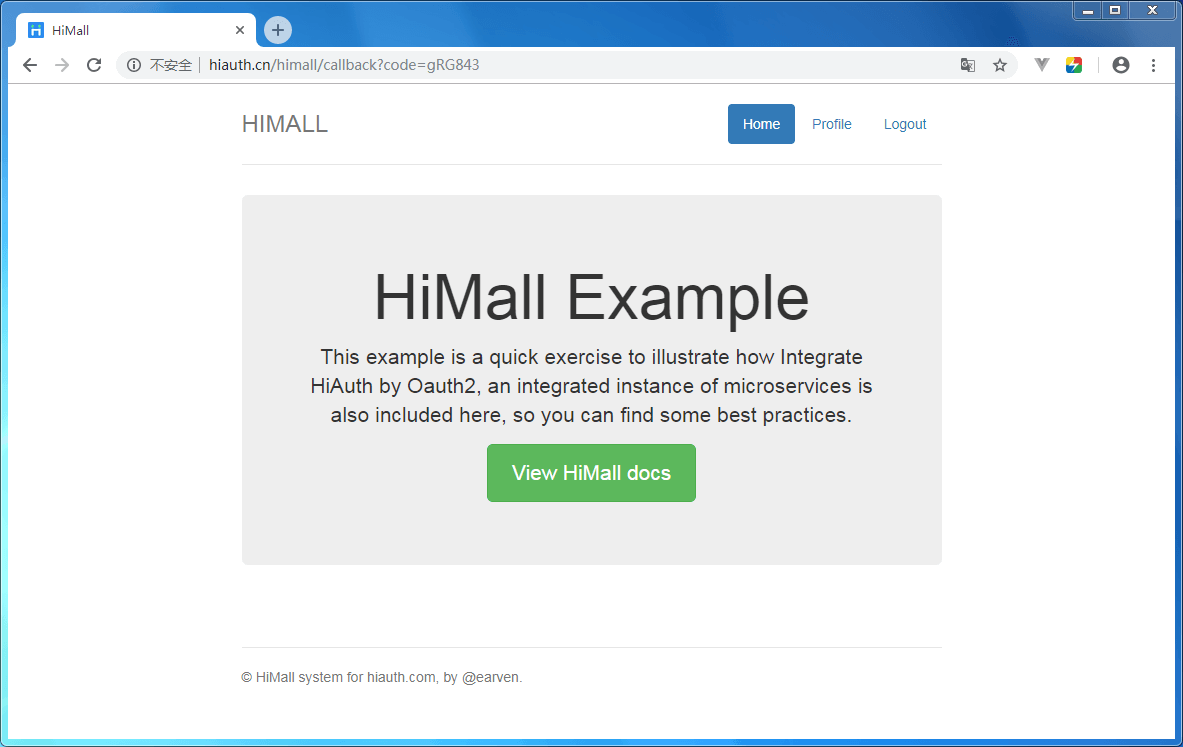 HiMall
不安全 hiauth.cn/himall/callback?code=gRG843
HIMALL
Home Profile Logout
HiMall Example
This example is a quick exercise to illustrate how Integrate
HiAuth by Oauth2, an integrated instance of microservices is
also included here, so you can find some best practices.
View HiMall docs
© HiMall system for hiauth.com, by @earven.